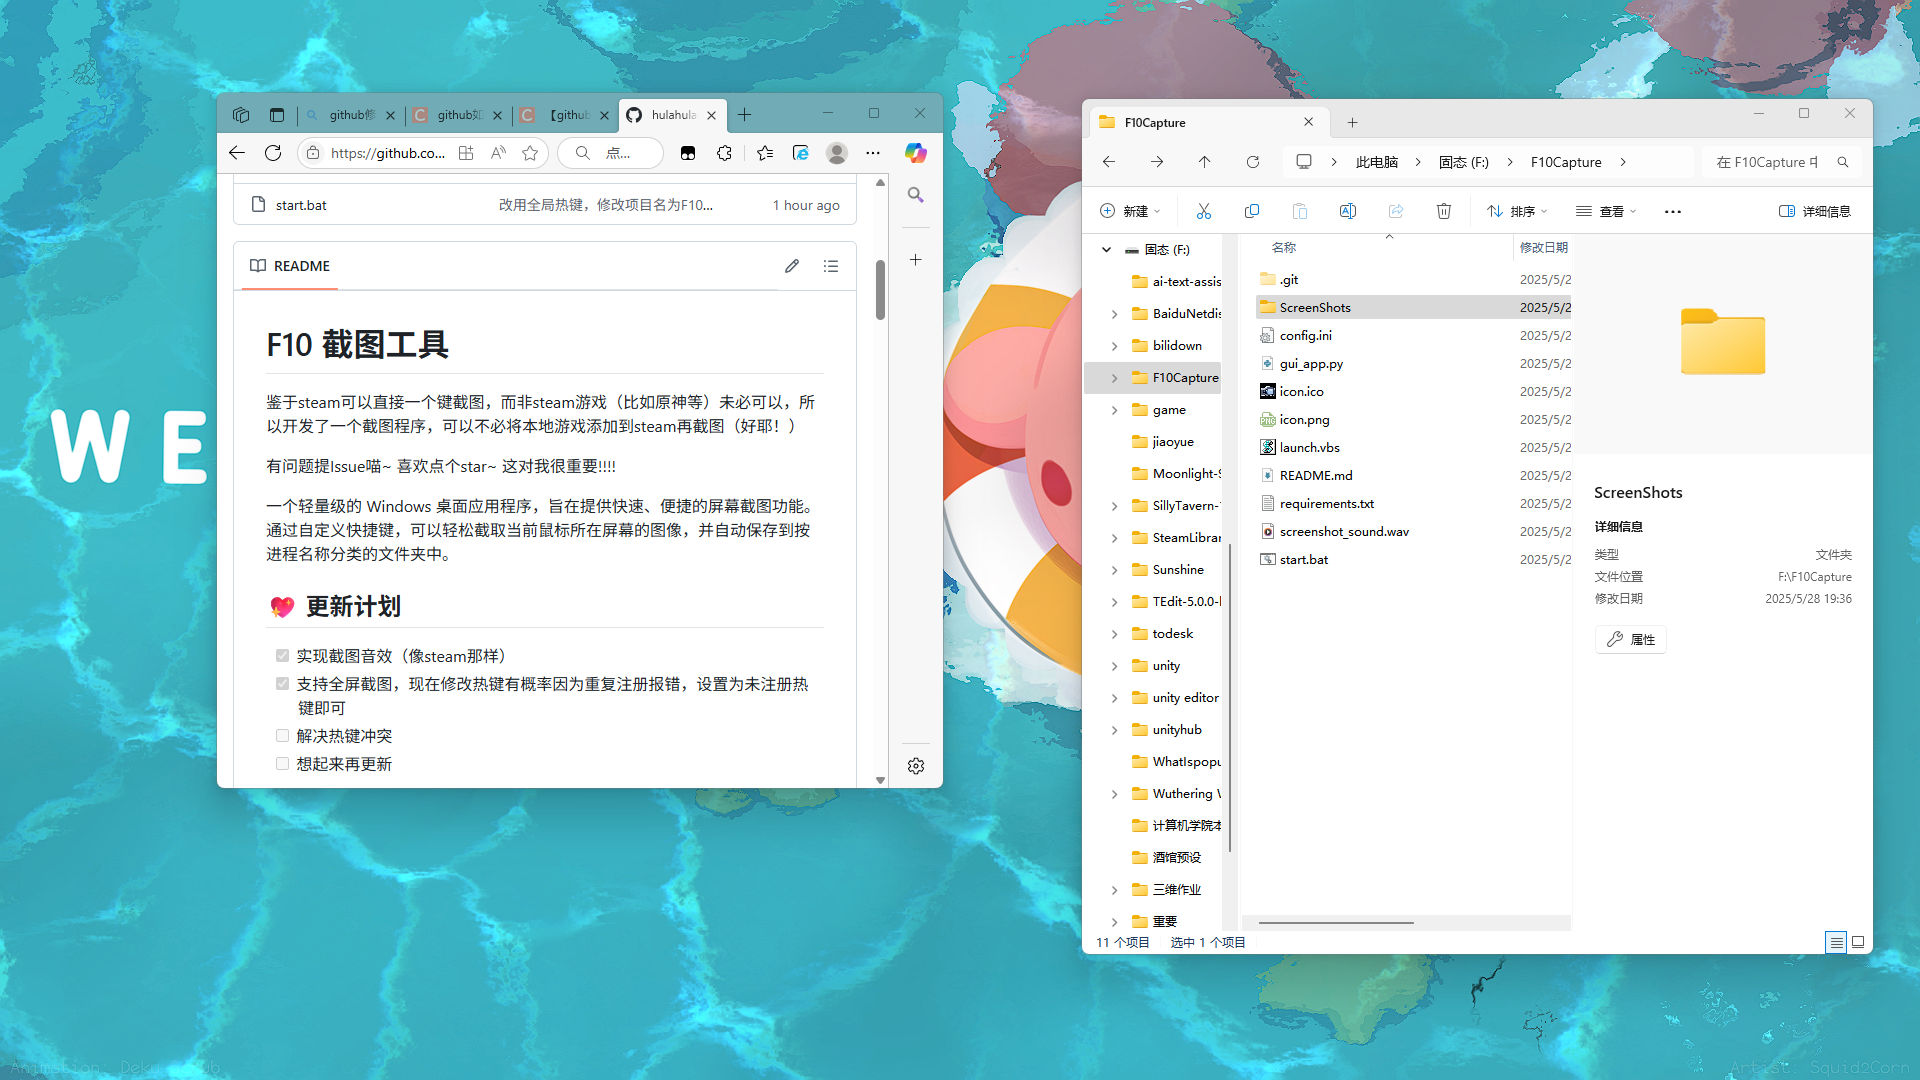 WE
github修
github如
【github
hulahula
https://github.co...
点...
start.bat
改用全局热键，修改项目名为F10...
1 hour ago
README
F10 截图工具
鉴于steam可以直接一个键截图，而非steam游戏（比如原神等）未必可以，所
以开发了一个截图程序，可以不必将本地游戏添加到steam再截图（好耶！）
有问题提Issue喵~ 喜欢点个star~ 这对我很重要!!!!
一个轻量级的 Windows 桌面应用程序，旨在提供快速、便捷的屏幕截图功能。
通过自定义快捷键，可以轻松截取当前鼠标所在屏幕的图像，并自动保存到按
进程名称分类的文件夹中。
💖 更新计划
实现截图音效（像steam那样）
支持全屏截图，现在修改热键有概率因为重复注册报错，设置为未注册热
键即可
解决热键冲突
想起来再更新
F10Capture
此电脑
固态 (F:)
F10Capture
在 F10Capture 中
新建
排序
查看
详细信息
固态 (F:)
ai-text-assis
BaiduNetdis
bilidown
F10Capture
game
jiaoyue
Moonlight-S
SillyTavern-
SteamLibrar
Sunshine
TEdit-5.0.0-l
todesk
unity
unity editor
unityhub
WhatIspopu
Wuthering W
计算机学院本
酒馆预设
三维作业
重要
名称
修改日期
.git
2025/5/2
ScreenShots
2025/5/2
config.ini
2025/5/2
gui_app.py
2025/5/2
icon.ico
2025/5/2
icon.png
2025/5/2
launch.vbs
2025/5/2
README.md
2025/5/2
requirements.txt
2025/5/2
screenshot_sound.wav
2025/5/2
start.bat
2025/5/2
ScreenShots
详细信息
类型
文件夹
文件位置
F:\F10Capture
修改日期
2025/5/28 19:36
属性
11 个项目
选中 1 个项目
Artist: Squid2Corn